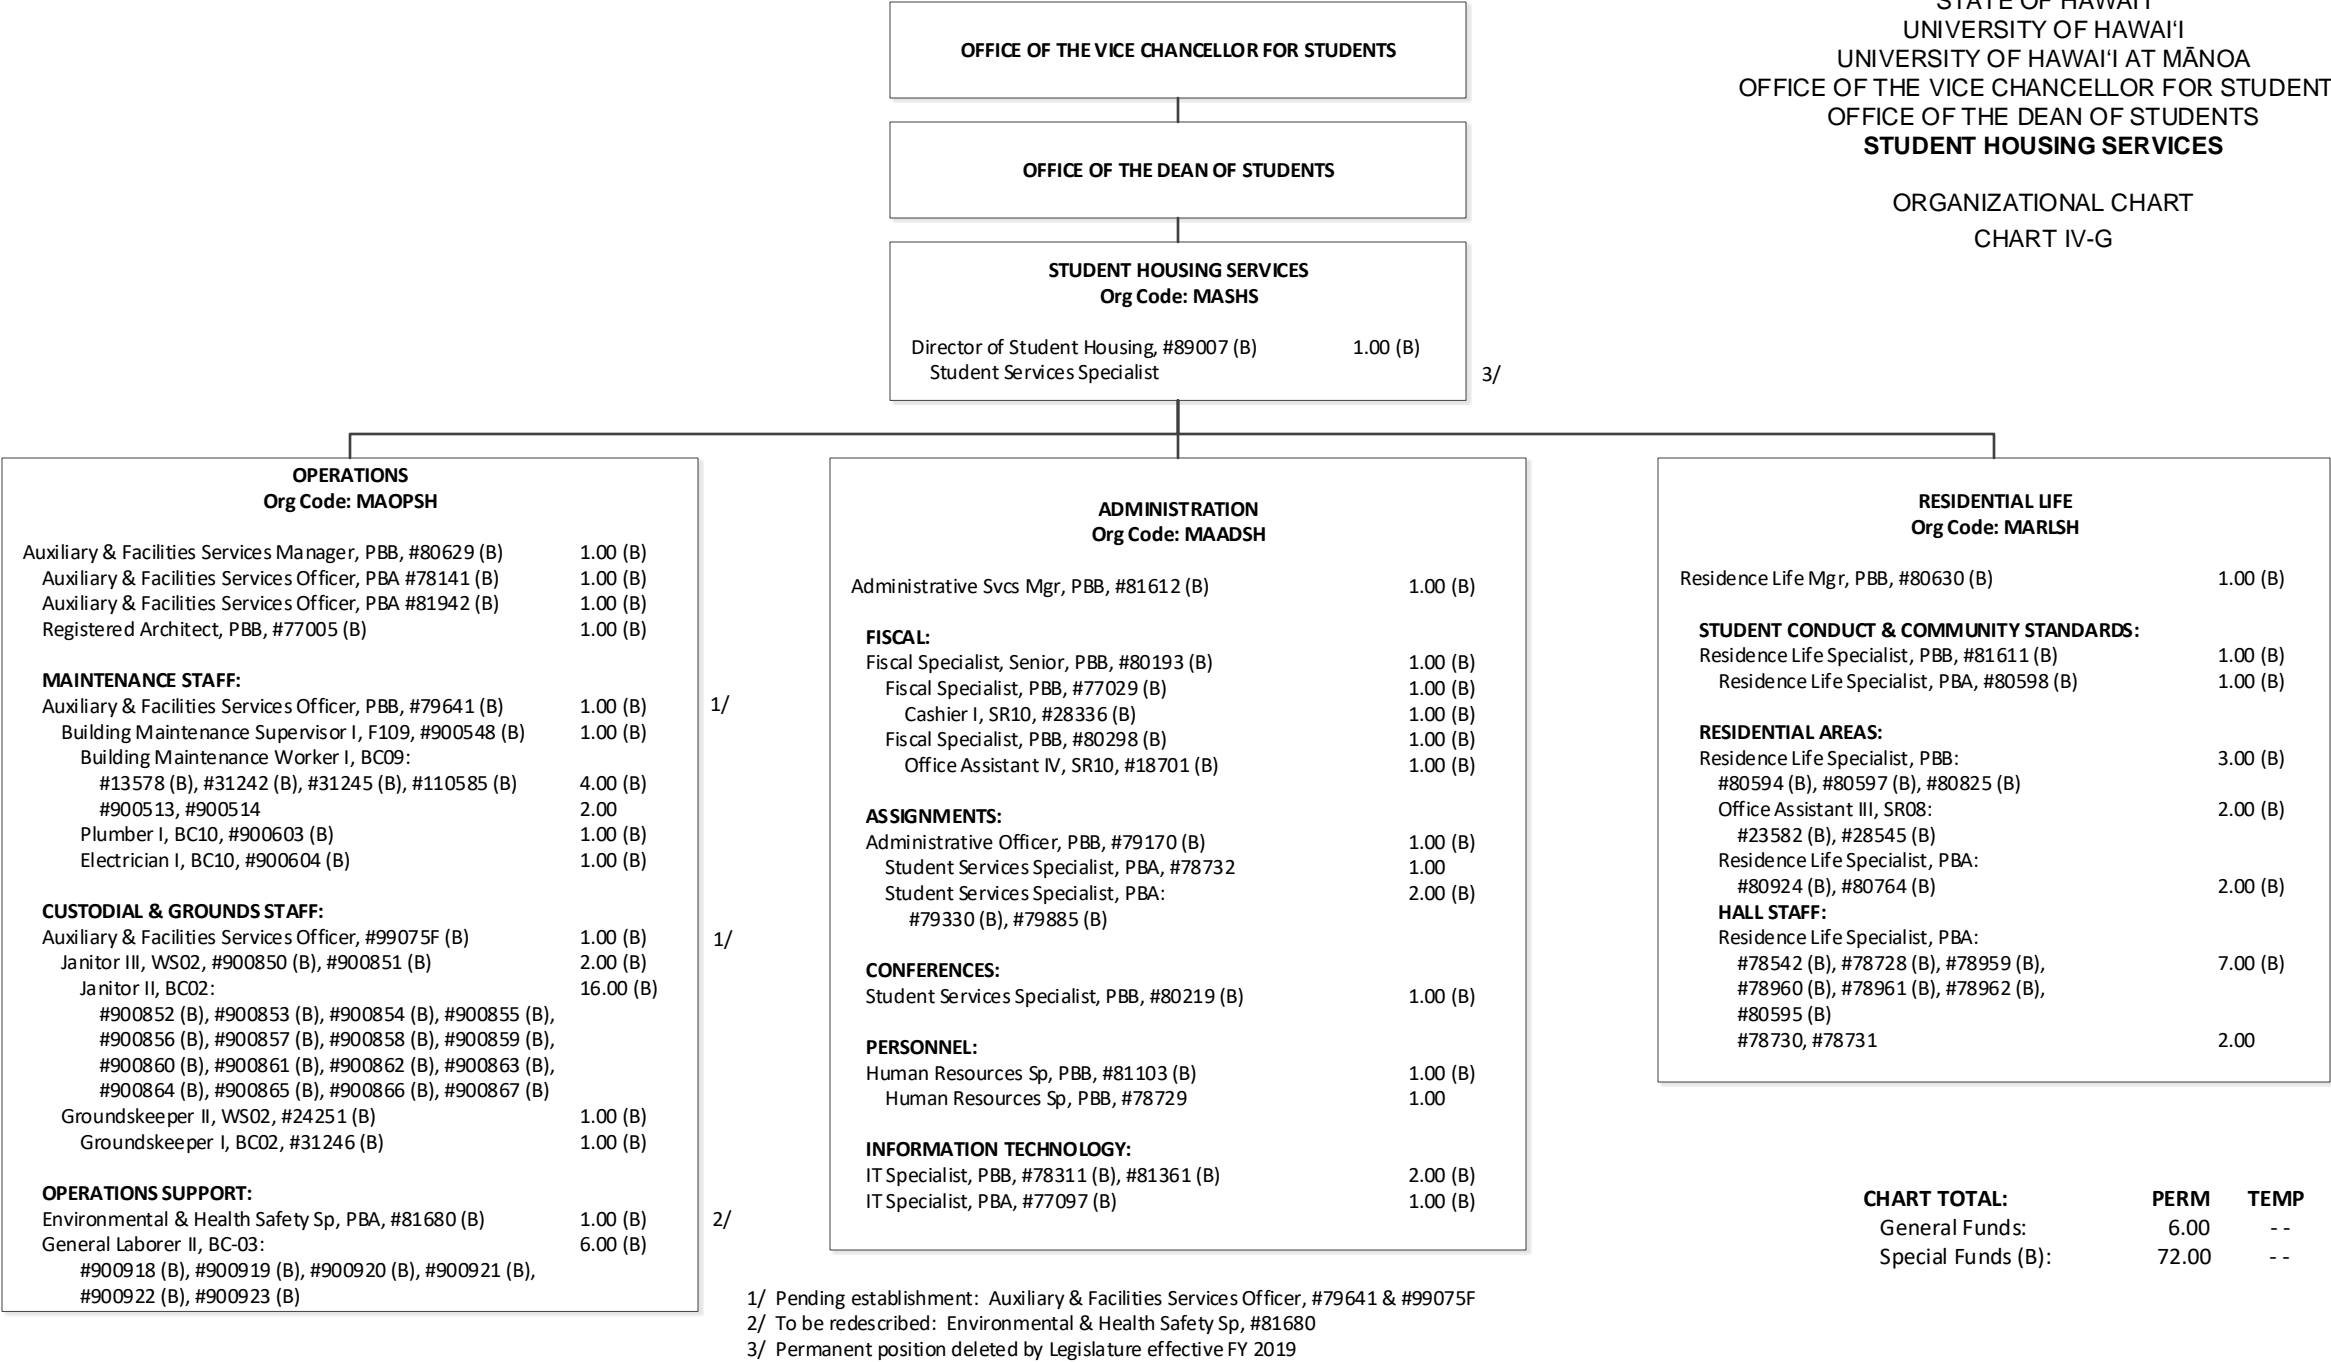 STATE OF HAWAI‘I
UNIVERSITY OF HAWAI‘I
UNIVERSITY OF HAWAI‘I AT MĀNOA
OFFICE OF THE VICE CHANCELLOR FOR STUDENT
OFFICE OF THE DEAN OF STUDENTS
STUDENT HOUSING SERVICES
ORGANIZATIONAL CHART
CHART IV-G
OFFICE OF THE VICE CHANCELLOR FOR STUDENTS
OFFICE OF THE DEAN OF STUDENTS
STUDENT HOUSING SERVICES
Org Code: MASHS
Director of Student Housing, #89007 (B) 1.00 (B)
Student Services Specialist 3/
OPERATIONS
Org Code: MAOPSH
Auxiliary & Facilities Services Manager, PBB, #80629 (B) 1.00 (B)
Auxiliary & Facilities Services Officer, PBA #78141 (B) 1.00 (B)
Auxiliary & Facilities Services Officer, PBA #81942 (B) 1.00 (B)
Registered Architect, PBB, #77005 (B) 1.00 (B)
MAINTENANCE STAFF:
Auxiliary & Facilities Services Officer, PBB, #79641 (B) 1.00 (B) 1/
Building Maintenance Supervisor I, F109, #900548 (B) 1.00 (B)
Building Maintenance Worker I, BC09:
#13578 (B), #31242 (B), #31245 (B), #110585 (B) 4.00 (B)
#900513, #900514 2.00
Plumber I, BC10, #900603 (B) 1.00 (B)
Electrician I, BC10, #900604 (B) 1.00 (B)
CUSTODIAL & GROUNDS STAFF:
Auxiliary & Facilities Services Officer, #99075F (B) 1.00 (B) 1/
Janitor III, WS02, #900850 (B), #900851 (B) 2.00 (B)
Janitor II, BC02: 16.00 (B)
#900852 (B), #900853 (B), #900854 (B), #900855 (B),
#900856 (B), #900857 (B), #900858 (B), #900859 (B),
#900860 (B), #900861 (B), #900862 (B), #900863 (B),
#900864 (B), #900865 (B), #900866 (B), #900867 (B)
Groundskeeper II, WS02, #24251 (B) 1.00 (B)
Groundskeeper I, BC02, #31246 (B) 1.00 (B)
OPERATIONS SUPPORT:
Environmental & Health Safety Sp, PBA, #81680 (B) 1.00 (B) 2/
General Laborer II, BC-03: 6.00 (B)
#900918 (B), #900919 (B), #900920 (B), #900921 (B),
#900922 (B), #900923 (B)
ADMINISTRATION
Org Code: MAADSH
Administrative Svcs Mgr, PBB, #81612 (B) 1.00 (B)
FISCAL:
Fiscal Specialist, Senior, PBB, #80193 (B) 1.00 (B)
Fiscal Specialist, PBB, #77029 (B) 1.00 (B)
Cashier I, SR10, #28336 (B) 1.00 (B)
Fiscal Specialist, PBB, #80298 (B) 1.00 (B)
Office Assistant IV, SR10, #18701 (B) 1.00 (B)
ASSIGNMENTS:
Administrative Officer, PBB, #79170 (B) 1.00 (B)
Student Services Specialist, PBA, #78732 1.00
Student Services Specialist, PBA: 2.00 (B)
#79330 (B), #79885 (B)
CONFERENCES:
Student Services Specialist, PBB, #80219 (B) 1.00 (B)
PERSONNEL:
Human Resources Sp, PBB, #81103 (B) 1.00 (B)
Human Resources Sp, PBB, #78729 1.00
INFORMATION TECHNOLOGY:
IT Specialist, PBB, #78311 (B), #81361 (B) 2.00 (B)
IT Specialist, PBA, #77097 (B) 1.00 (B)
RESIDENTIAL LIFE
Org Code: MARLSH
Residence Life Mgr, PBB, #80630 (B) 1.00 (B)
STUDENT CONDUCT & COMMUNITY STANDARDS:
Residence Life Specialist, PBB, #81611 (B) 1.00 (B)
Residence Life Specialist, PBA, #80598 (B) 1.00 (B)
RESIDENTIAL AREAS:
Residence Life Specialist, PBB: 3.00 (B)
#80594 (B), #80597 (B), #80825 (B)
Office Assistant III, SR08: 2.00 (B)
#23582 (B), #28545 (B)
Residence Life Specialist, PBA:
#80924 (B), #80764 (B) 2.00 (B)
HALL STAFF:
Residence Life Specialist, PBA:
#78542 (B), #78728 (B), #78959 (B), 7.00 (B)
#78960 (B), #78961 (B), #78962 (B),
#80595 (B)
#78730, #78731 2.00
CHART TOTAL: PERM TEMP
General Funds: 6.00 - -
Special Funds (B): 72.00 - -
1/ Pending establishment: Auxiliary & Facilities Services Officer, #79641 & #99075F
2/ To be redescribed: Environmental & Health Safety Sp, #81680
3/ Permanent position deleted by Legislature effective FY 2019